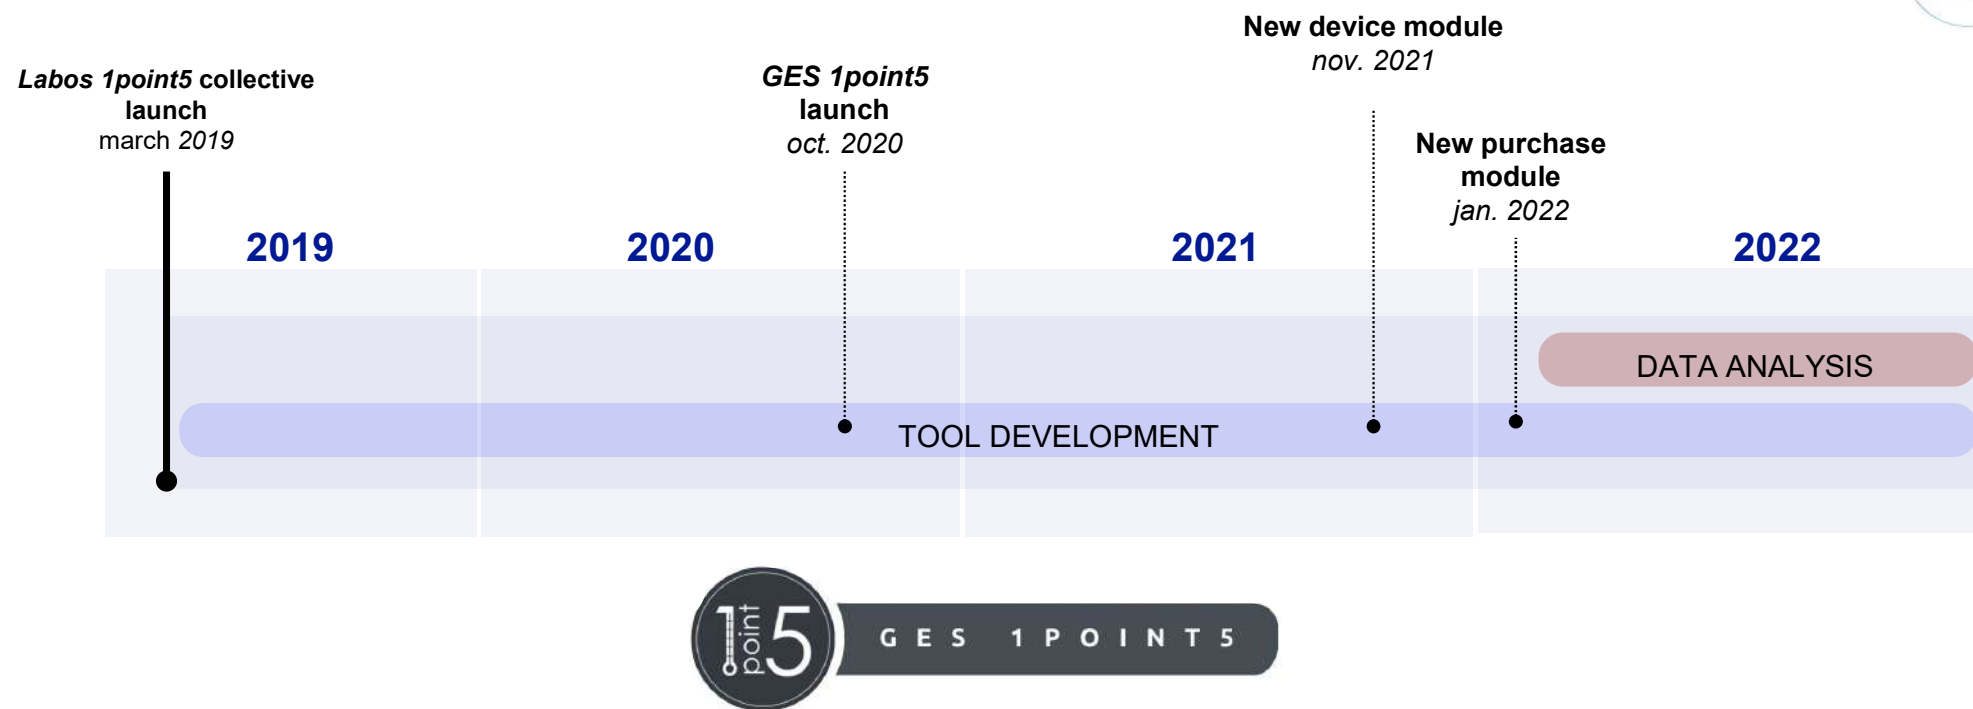 New device module
nov. 2021
Labos 1point5 collective
launch
march 2019
GES 1point5
launch
oct. 2020
New purchase
module
jan. 2022
2019
2020
2021
2022
DATA ANALYSIS
TOOL DEVELOPMENT
1point5
GES 1POINT5